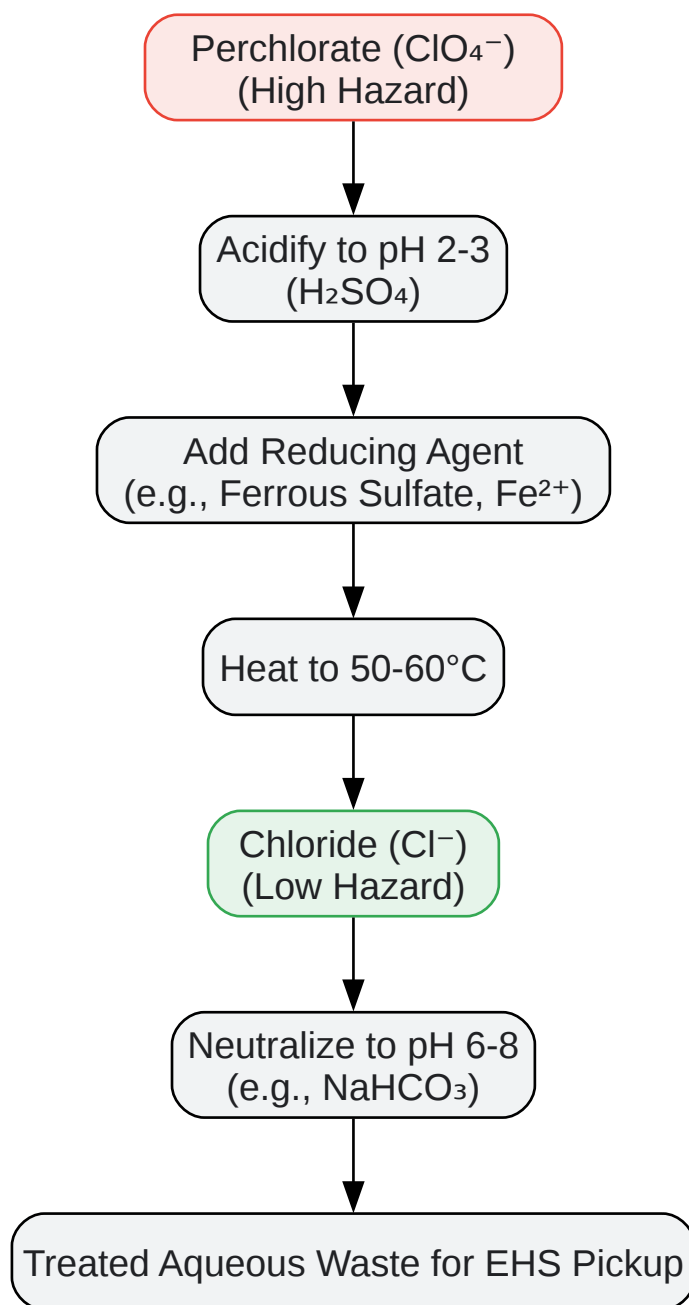 Perchlorate (ClO₄⁻)
(High Hazard)
Acidify to pH 2-3
(H₂SO₄)
Add Reducing Agent
(e.g., Ferrous Sulfate, Fe²⁺)
Heat to 50-60°C
Chloride (Cl⁻)
(Low Hazard)
Neutralize to pH 6-8
(e.g., NaHCO₃)
Treated Aqueous Waste for EHS Pickup